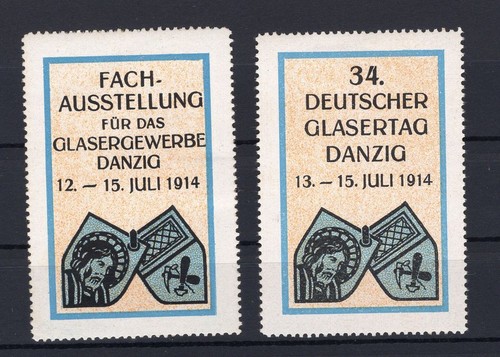 FACH-
AUSSTELLUNG
FÜR DAS
GLASERGEWERBE
DANZIG
12. — 15. JULI 1914
34.
DEUTSCHER
GLASERTAG
DANZIG
13. — 15. JULI 1914